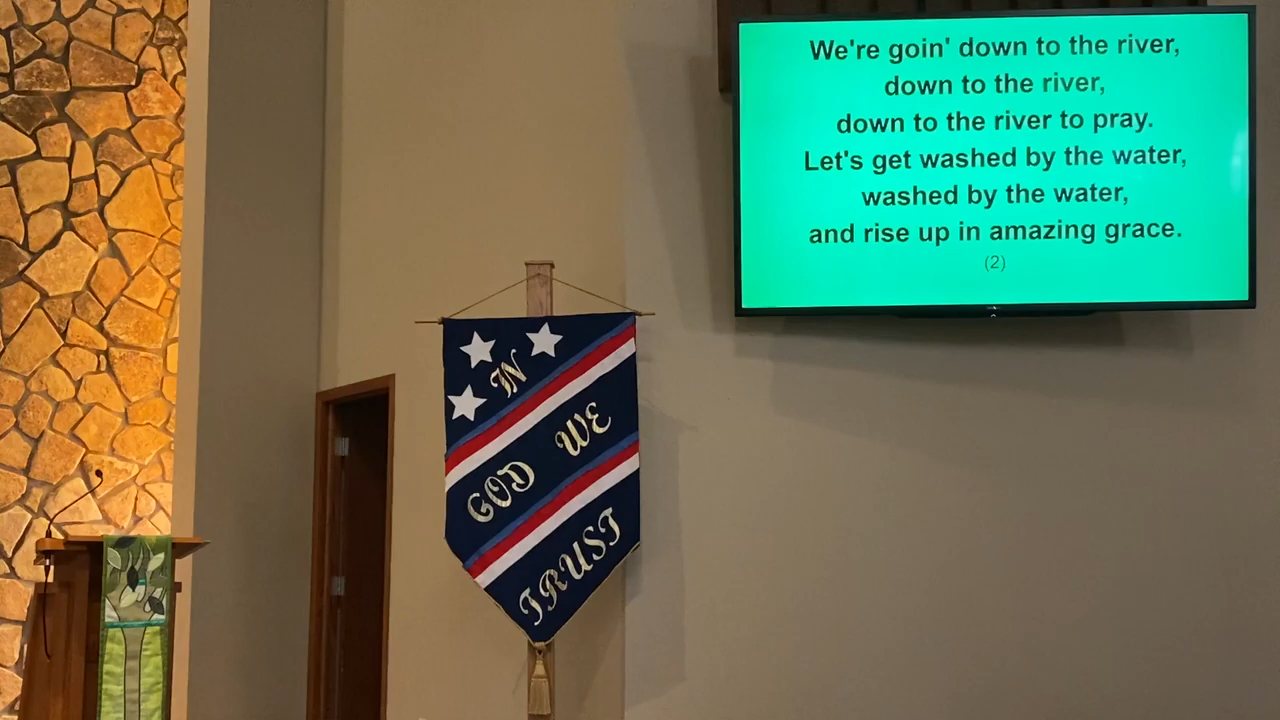 We're goin' down to the river,
down to the river,
down to the river to pray.
Let's get washed by the water,
washed by the water,
and rise up in amazing grace.
(2)
IN
GOD WE
TRUST